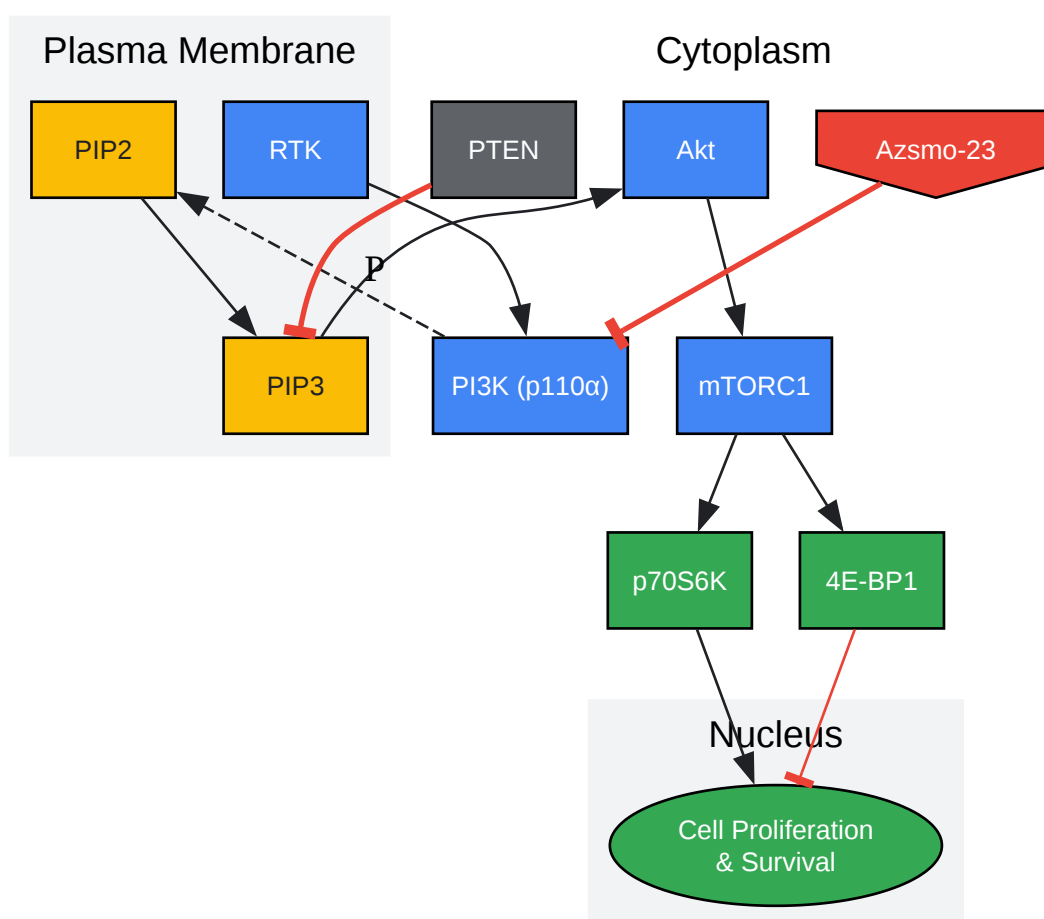 Plasma Membrane
Cytoplasm
PIP2
RTK
PTEN
Akt
Azsmo-23
P
PIP3
PI3K (p110α)
mTORC1
p70S6K
4E-BP1
Nucleus
Cell Proliferation
& Survival